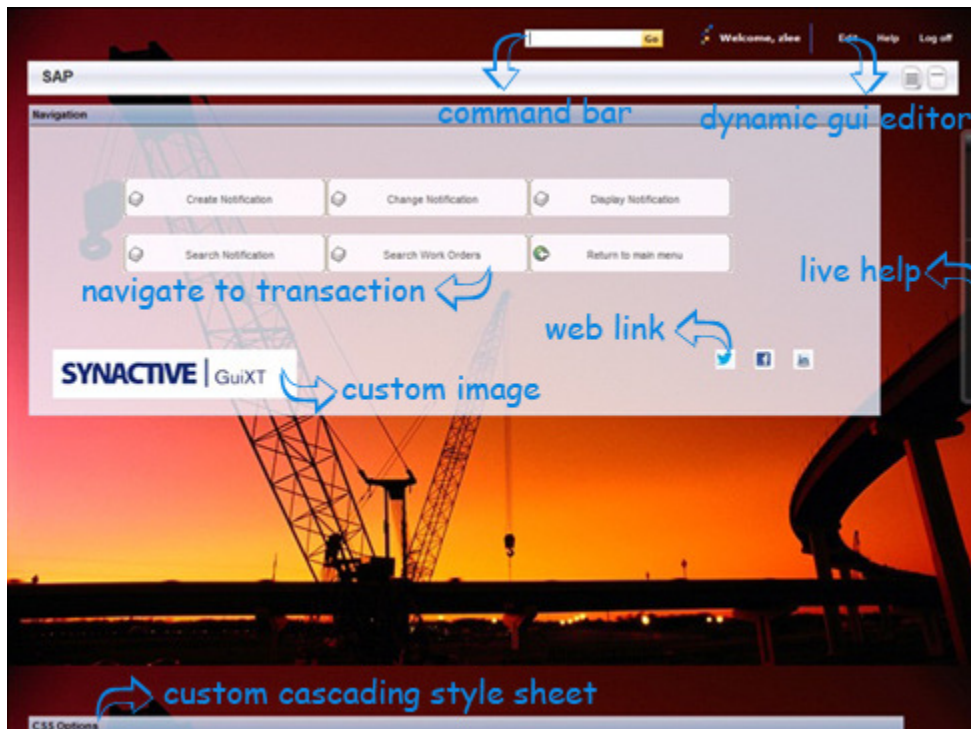 Go Welcome, zlee Edit Help Log off
SAP
command bar
dynamic gui editor
Navigation
Create Notification Change Notification Display Notification
Search Notification Search Work Orders Return to main menu
navigate to transaction
live help
web link
SYNACTIVE | GuiXT
custom image
custom cascading style sheet
CSS Options